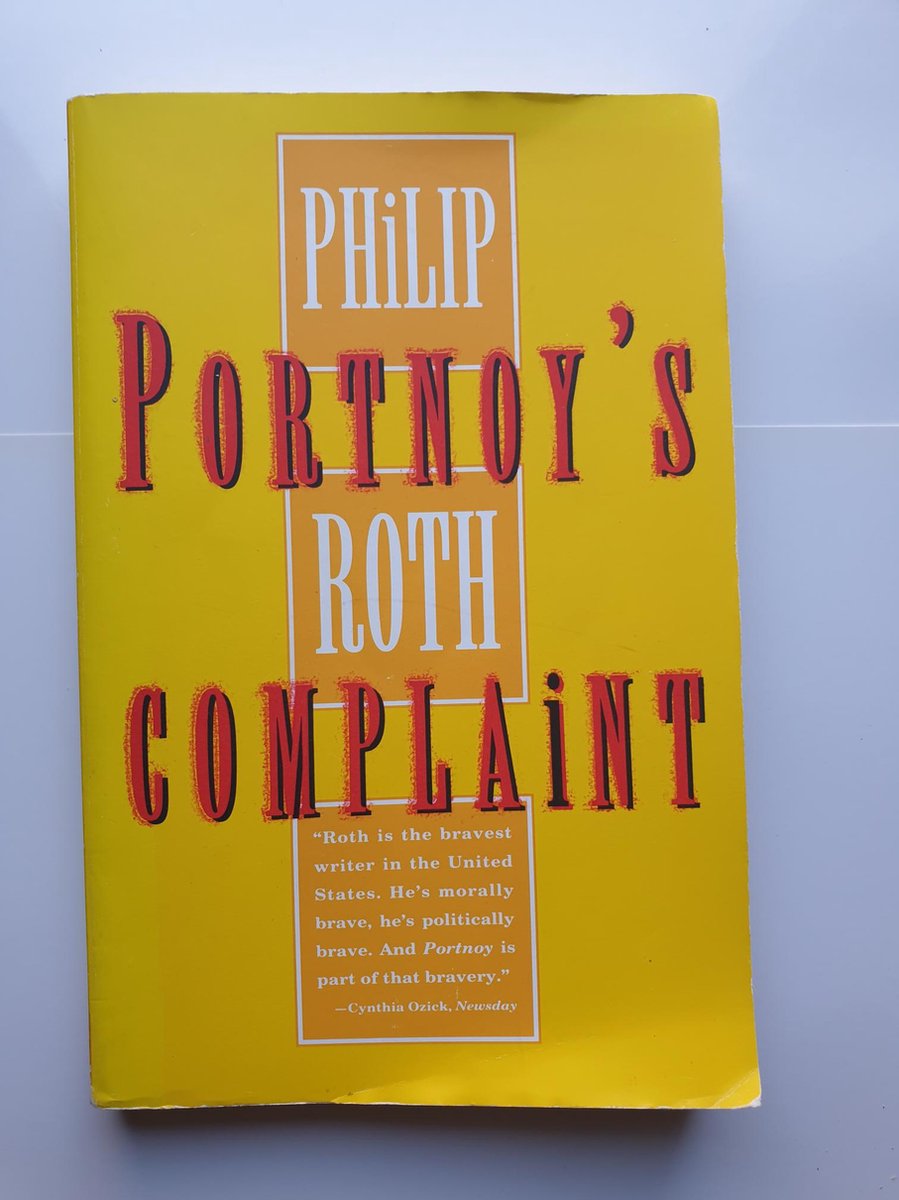 PHiLIP
PORTNOY'S
ROTH
COMPLAiNT
“Roth is the bravest
writer in the United
States. He's morally
brave, he's politically
brave. And Portnoy is
part of that bravery.”
—Cynthia Ozick, Newsday